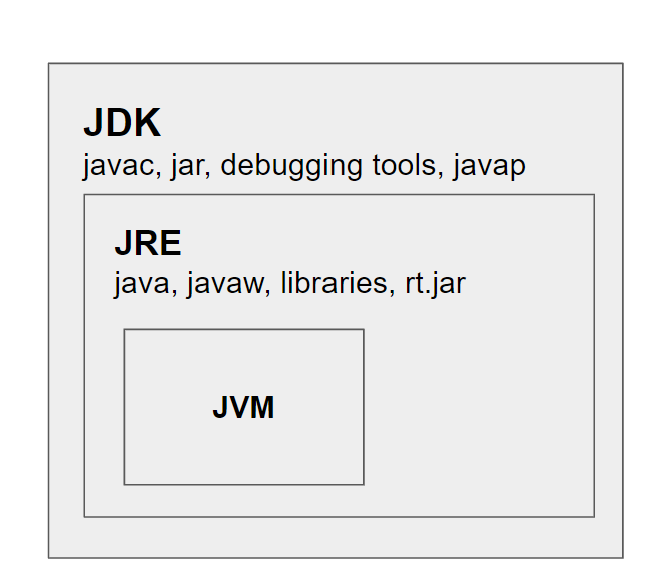 JDK
javac, jar, debugging tools, javap
JRE
java, javaw, libraries, rt.jar
JVM